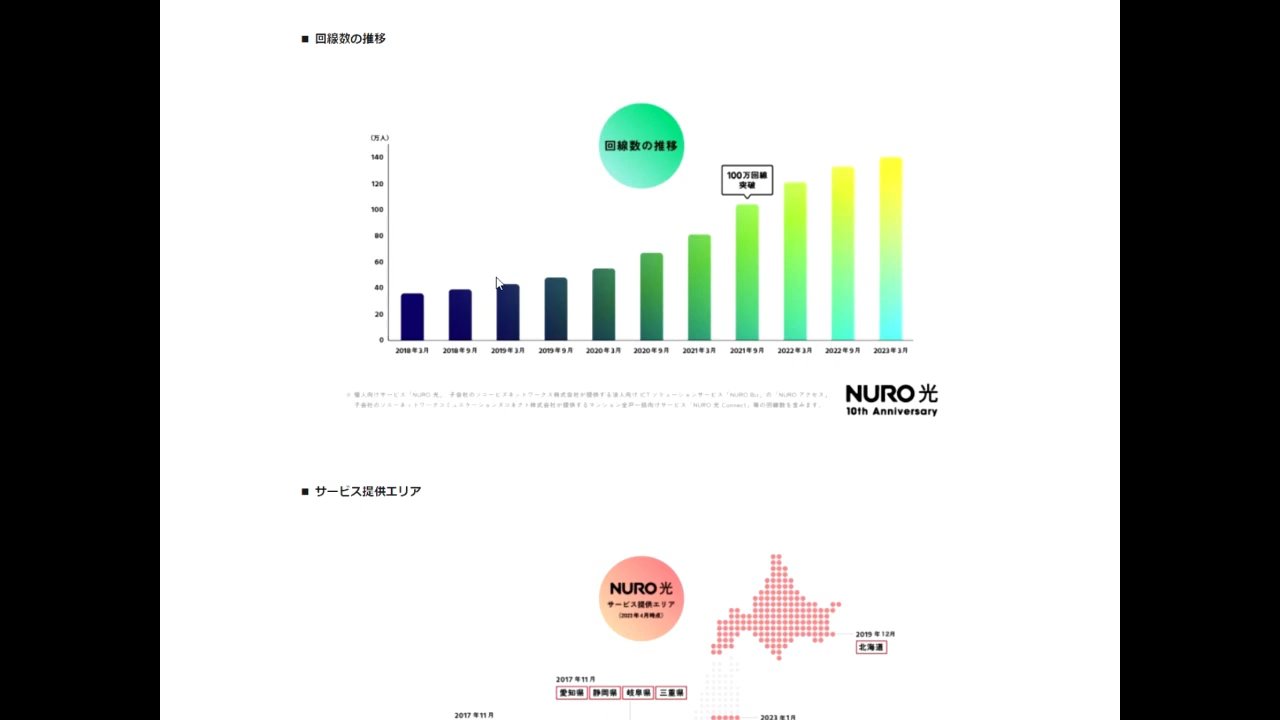 ■ 回線数の推移
回線数の推移
(万人)
140
120
100
80
60
40
20
0
100万回線
突破
2018年3月 2018年9月 2019年3月 2019年9月 2020年3月 2020年9月 2021年3月 2021年9月 2022年3月 2022年9月 2023年3月
NURO 光
10th Anniversary
■ サービス提供エリア
NURO 光
サービス提供エリア
(2023年4月時点)
2019年12月
北海道
2017年11月
愛知県 静岡県 岐阜県 三重県
2017年11月
2023年1月